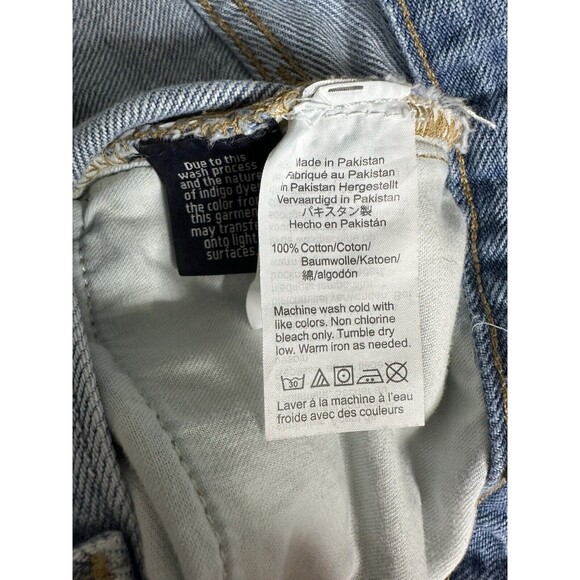 Due to this
wash process
and the nature
of indigo dyes
the color from
this garment
may transfer
onto light
surfaces
Made in Pakistan
Fabriqué au Pakistan
in Pakistan Hergestellt
Vervaardigd in Pakistan
パキスタン製
Hecho en Pakistán
100% Cotton/Coton/
Baumwolle/Katoen/
綿/algodón
Machine wash cold with
like colors. Non chlorine
bleach only. Tumble dry
low. Warm iron as needed.
30
Laver á la machine à l'eau
froide avec des couleurs